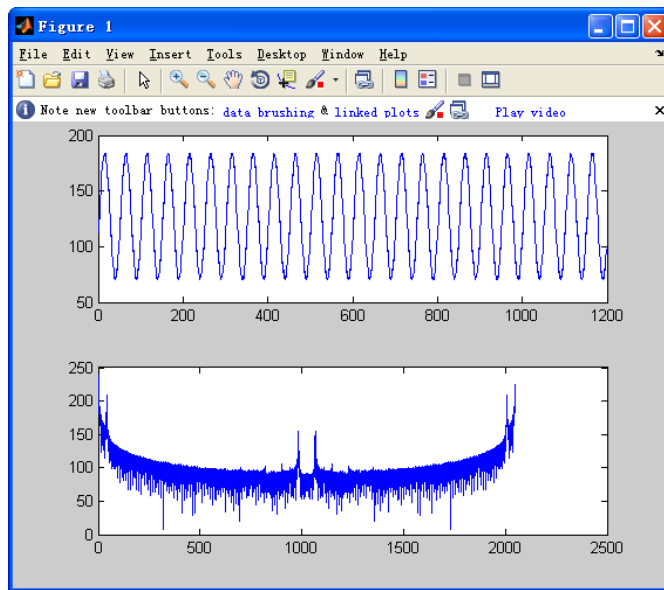 Figure 1
File Edit View Insert Tools Desktop Window Help
Note new toolbar buttons: data brushing & linked plots Play video
200
150
100
50
0 200 400 600 800 1000 1200
250
200
150
100
50
0
0 500 1000 1500 2000 2500